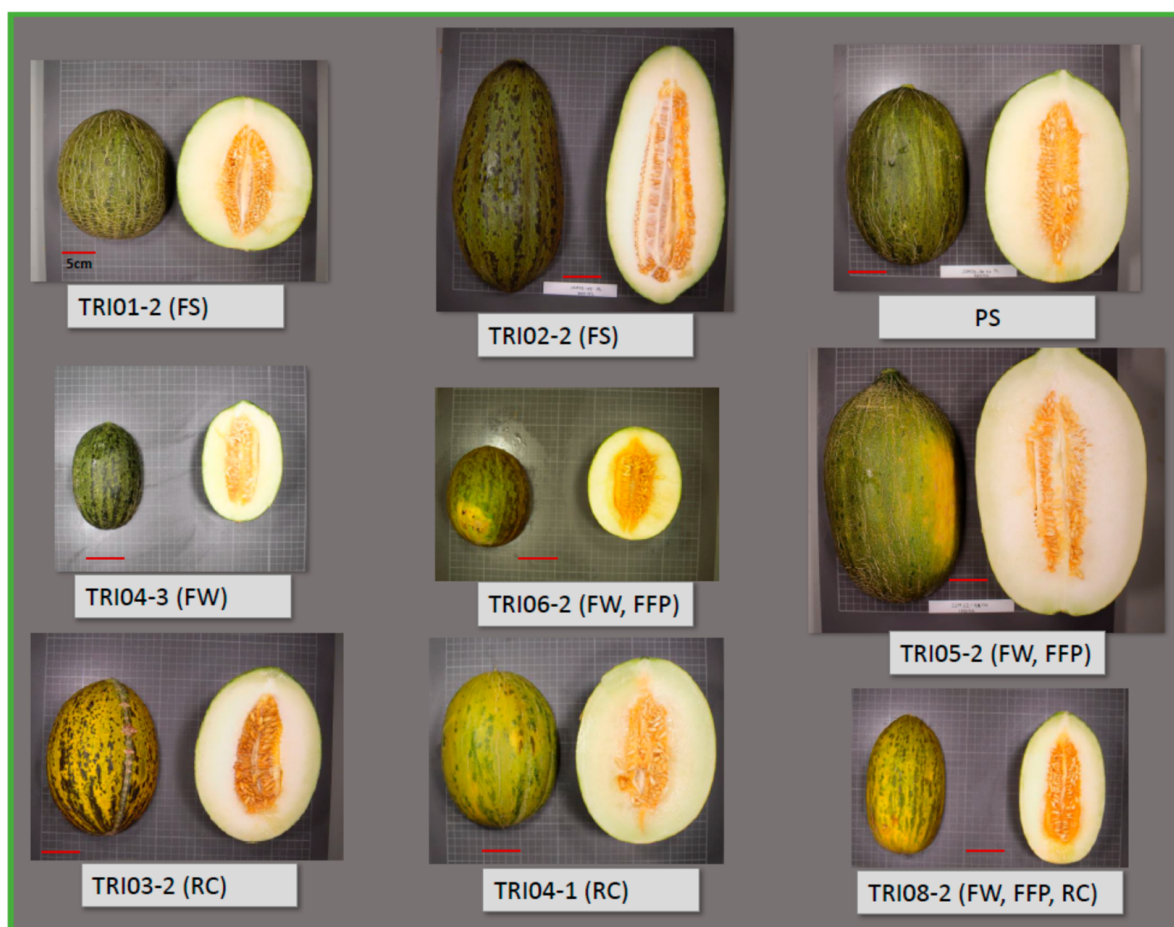 5cm
TRI01-2 (FS)
TRI02-2 (FS)
PS
TRI04-3 (FW)
TRI06-2 (FW, FFP)
TRI05-2 (FW, FFP)
TRI03-2 (RC)
TRI04-1 (RC)
TRI08-2 (FW, FFP, RC)